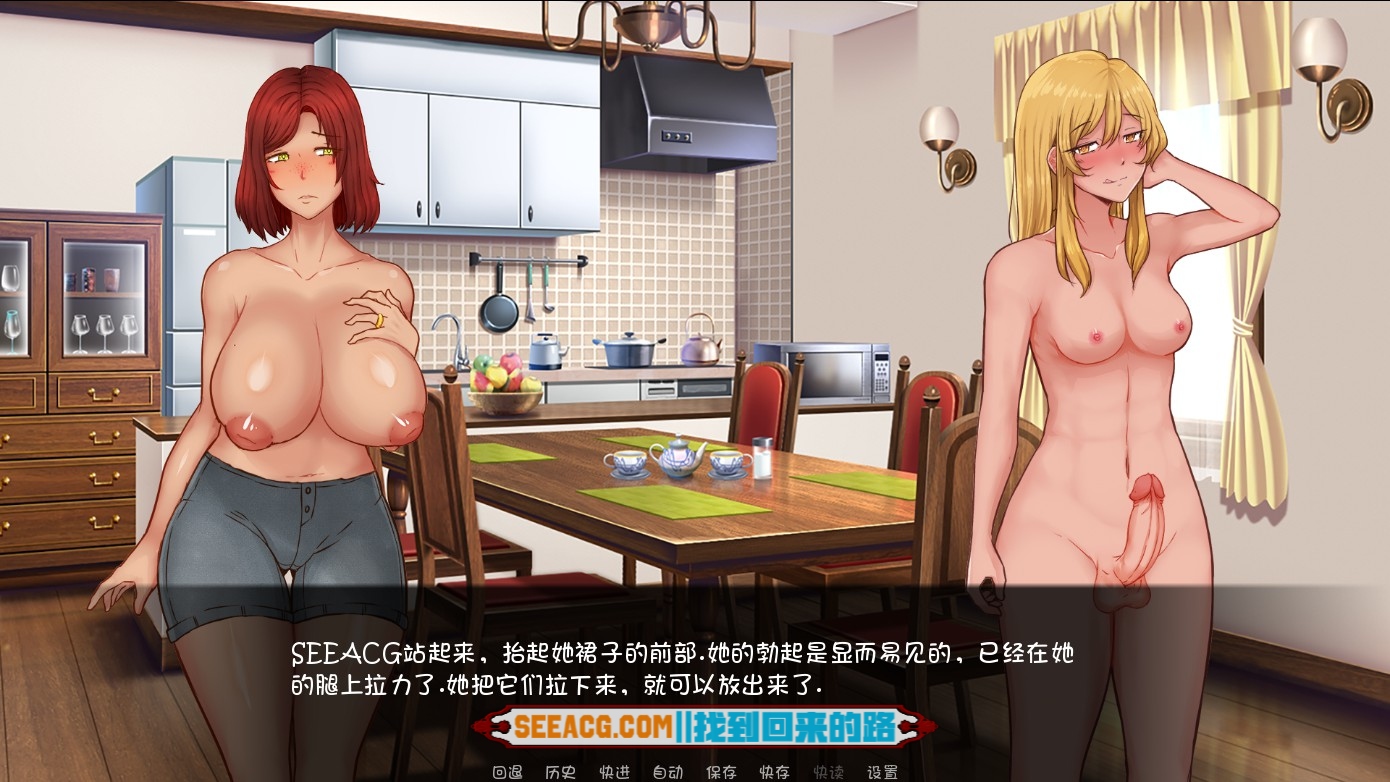 SEEACG站起来，抬起她裙子的前部.她的勃起是显而易见的，已经在她
的腿上拉力了.她把它们拉下来，就可以放出来了.
SEEACG.COM||找到回来的路
回退 历史 快进 自动 保存 快存 快读 设置